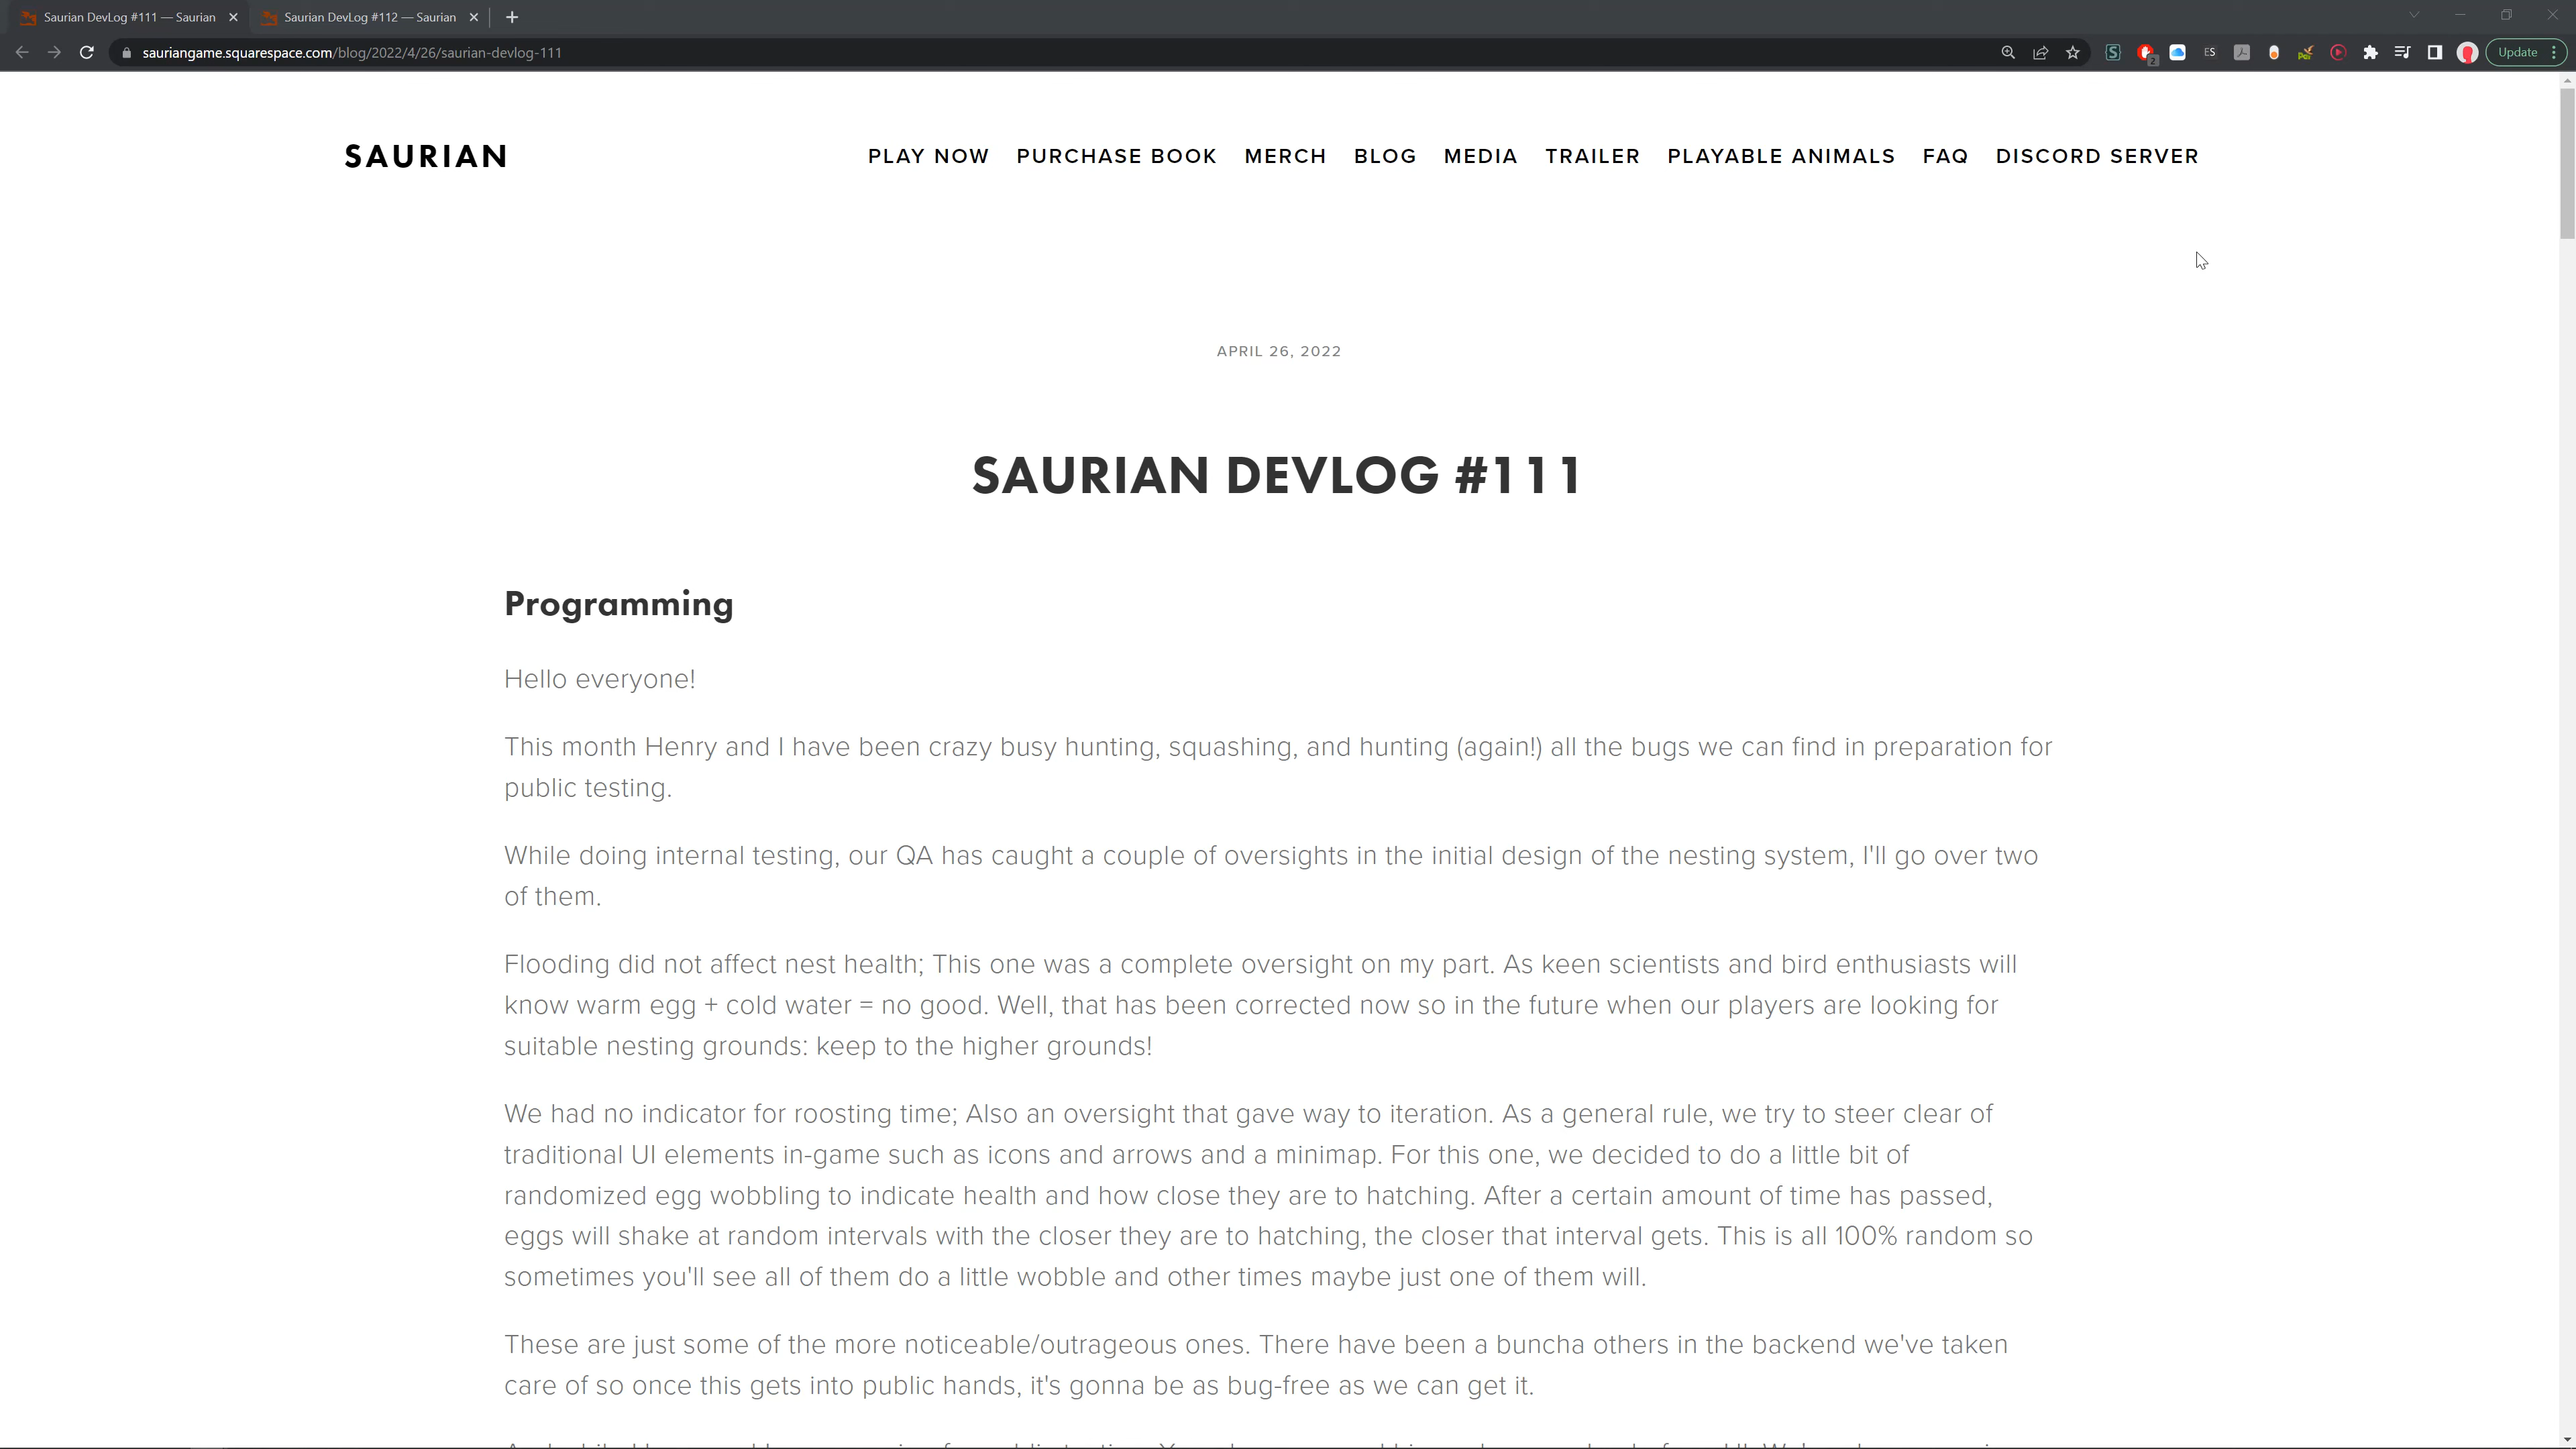 Saurian DevLog #111 — Saurian
Saurian DevLog #112 — Saurian
sauriangame.squarespace.com/blog/2022/4/26/saurian-devlog-111
2
ES
Update
SAURIAN
PLAY NOW PURCHASE BOOK MERCH BLOG MEDIA TRAILER PLAYABLE ANIMALS FAQ DISCORD SERVER
APRIL 26, 2022
SAURIAN DEVLOG #111
Programming
Hello everyone!
This month Henry and I have been crazy busy hunting, squashing, and hunting (again!) all the bugs we can find in preparation for
public testing.
While doing internal testing, our QA has caught a couple of oversights in the initial design of the nesting system, I'll go over two
of them.
Flooding did not affect nest health; This one was a complete oversight on my part. As keen scientists and bird enthusiasts will
know warm egg + cold water = no good. Well, that has been corrected now so in the future when our players are looking for
suitable nesting grounds: keep to the higher grounds!
We had no indicator for roosting time; Also an oversight that gave way to iteration. As a general rule, we try to steer clear of
traditional UI elements in-game such as icons and arrows and a minimap. For this one, we decided to do a little bit of
randomized egg wobbling to indicate health and how close they are to hatching. After a certain amount of time has passed,
eggs will shake at random intervals with the closer they are to hatching, the closer that interval gets. This is all 100% random so
sometimes you'll see all of them do a little wobble and other times maybe just one of them will.
These are just some of the more noticeable/outrageous ones. There have been a buncha others in the backend we've taken
care of so once this gets into public hands, it's gonna be as bug-free as we can get it.